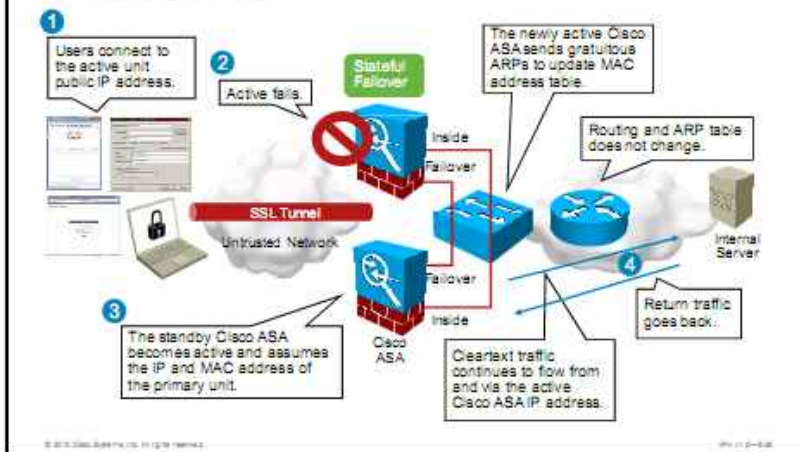 1
Users connect to
the active unit
public IP address.
2
Active fails.
Stateful
Failover
The newly active Cisco
ASA sends gratuitous
ARPs to update MAC
address table.
Routing and ARP table
does not change.
Inside
Failover
SSL Tunnel
Untrusted Network
Internal
Server
4
Failover
Inside
Cisco
ASA
3
The standby Cisco ASA
becomes active and assumes
the IP and MAC address of
the primary unit.
Return traffic
goes back.
Cleartext traffic
continues to flow from
and via the active
Cisco ASA IP address.